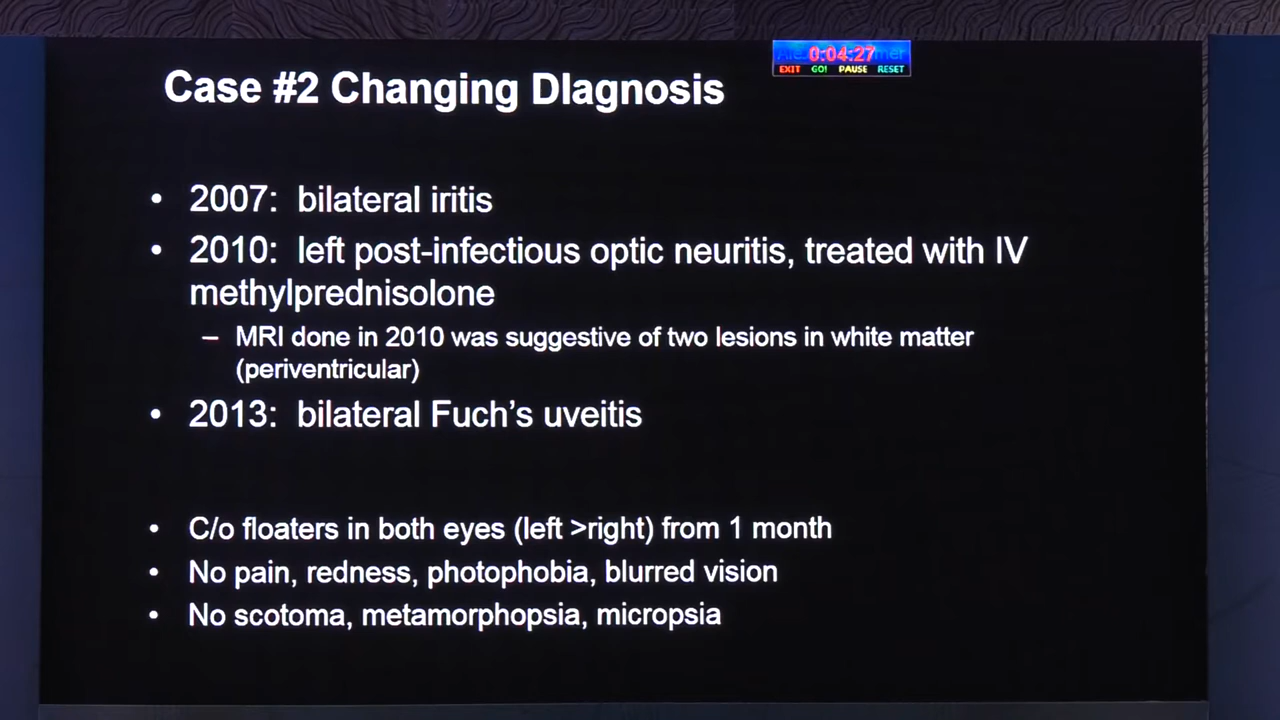 0:04:27
EXIT GO! PAUSE RESET
Case #2 Changing DIagnosis
• 2007: bilateral iritis
• 2010: left post-infectious optic neuritis, treated with IV
methylprednisolone
– MRI done in 2010 was suggestive of two lesions in white matter
(periventricular)
• 2013: bilateral Fuch's uveitis
• C/o floaters in both eyes (left >right) from 1 month
• No pain, redness, photophobia, blurred vision
• No scotoma, metamorphopsia, micropsia